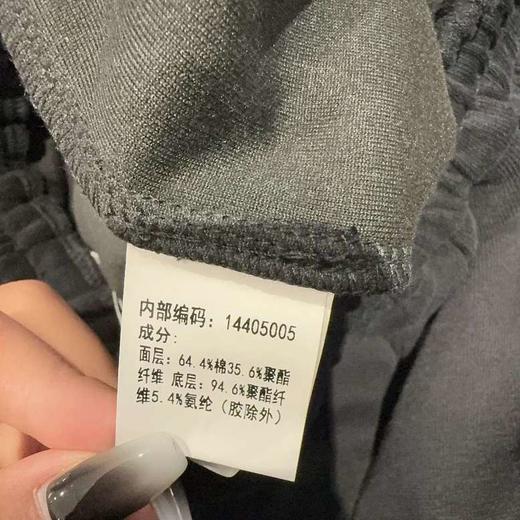 内部编码：14405005
成分：
面层：64.4%棉35.6%聚酯
纤维 底层：94.6%聚酯纤
维5.4%氨纶（胶除外）